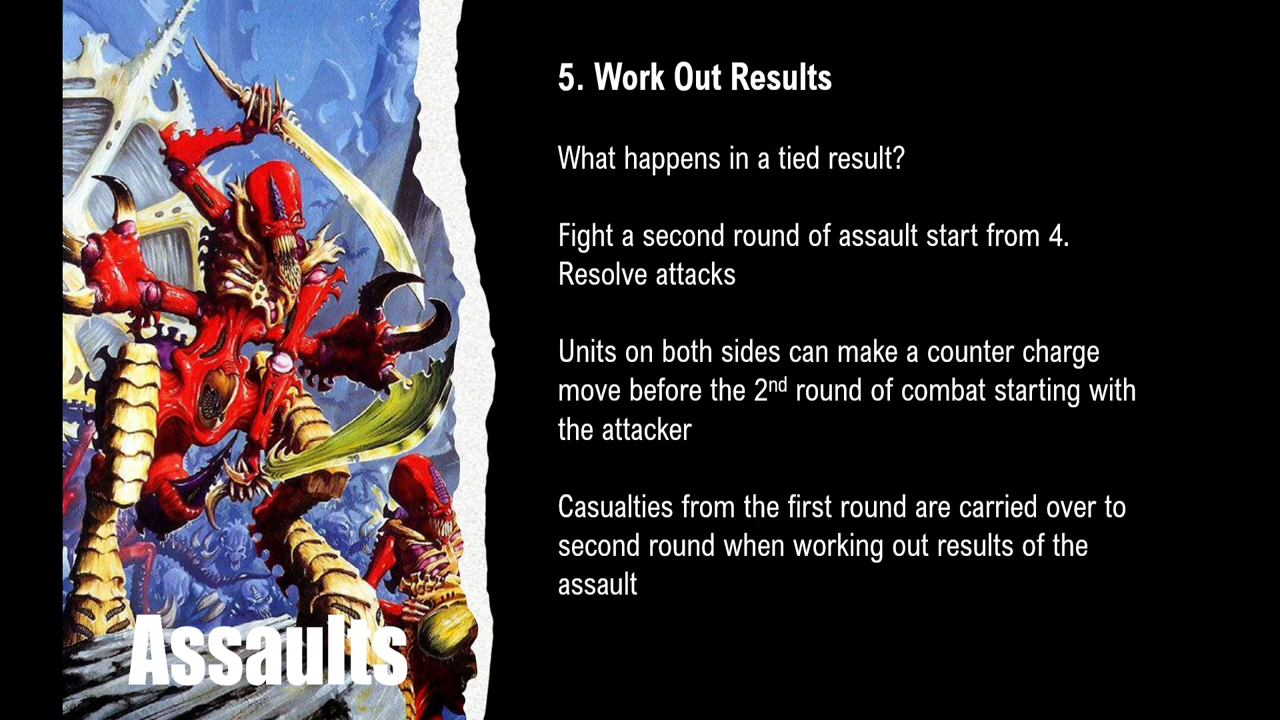 5. Work Out Results
What happens in a tied result?
Fight a second round of assault start from 4.
Resolve attacks
Units on both sides can make a counter charge
move before the 2nd round of combat starting with
the attacker
Casualties from the first round are carried over to
second round when working out results of the
assault
Assaults